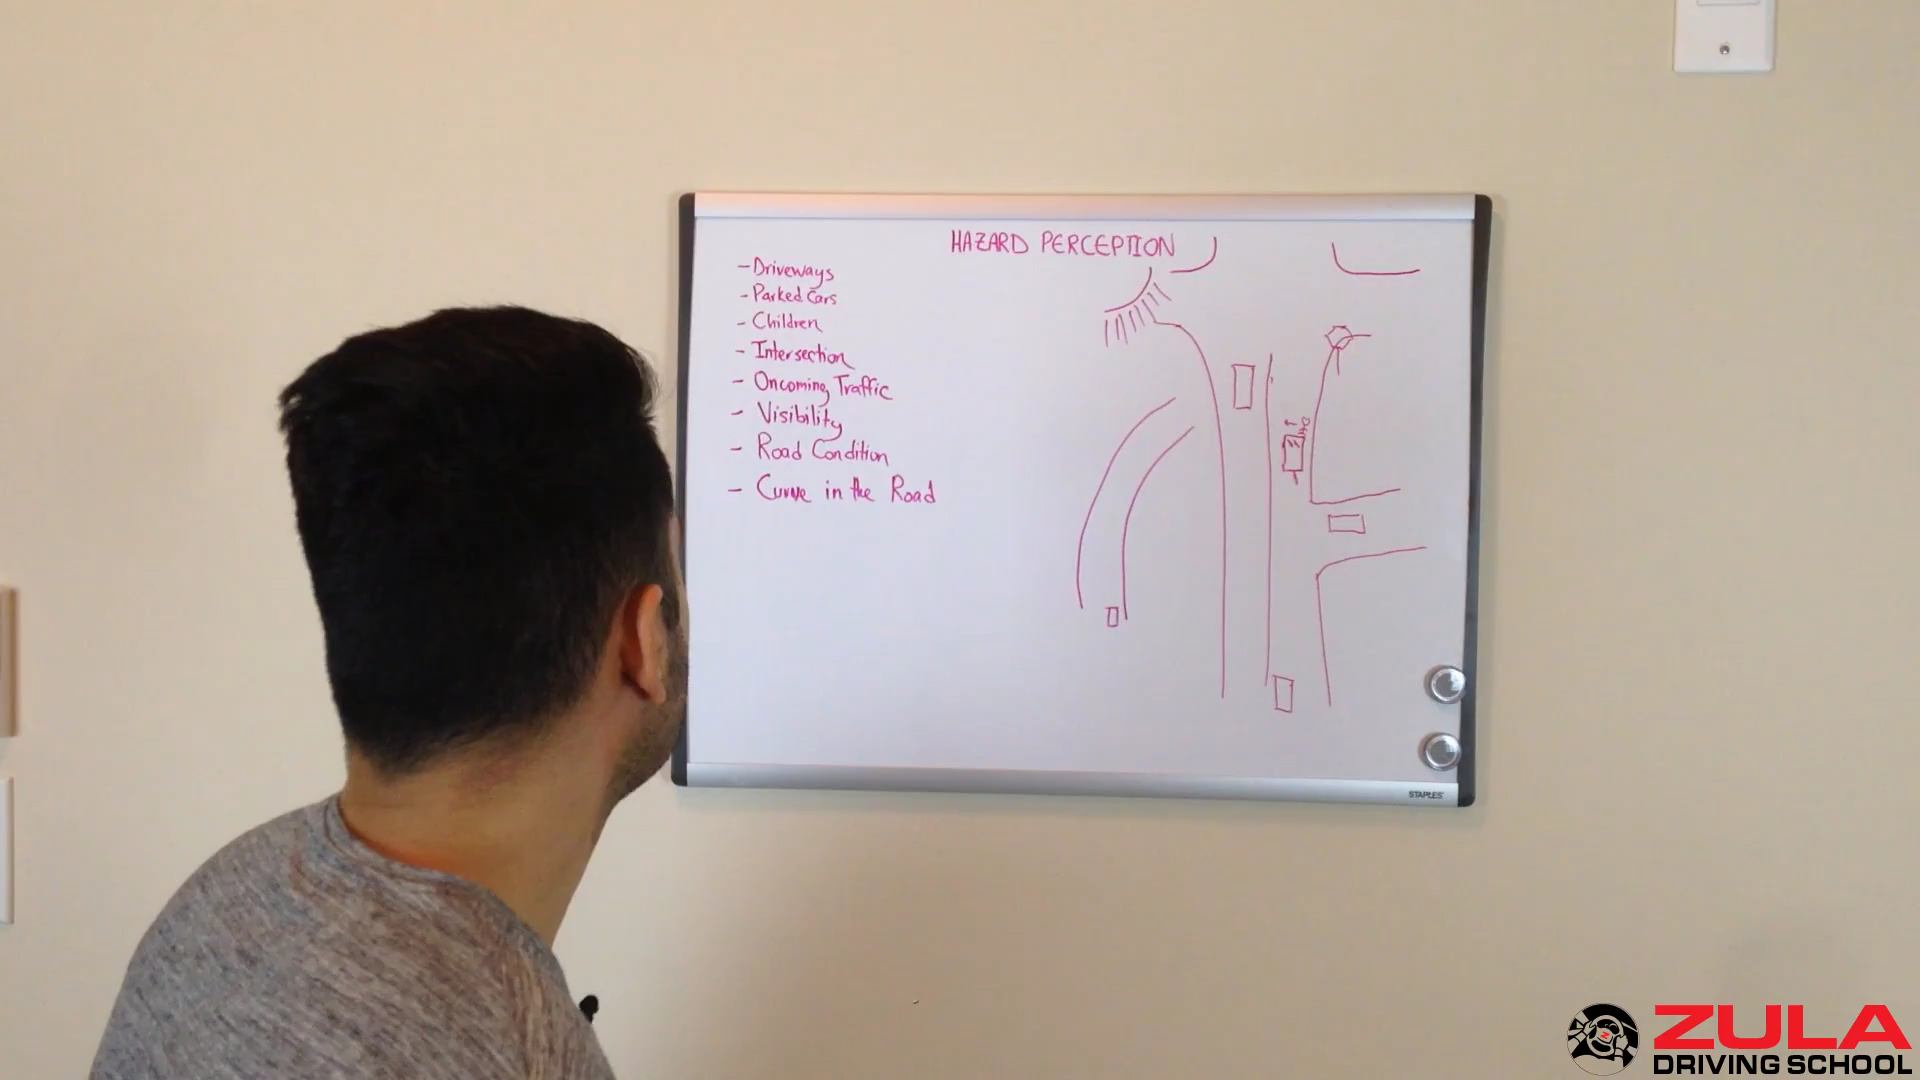 HAZARD PERCEPTION
- Driveways
- Parked Cars
- Children
- Intersection
- Oncoming Traffic
- Visibility
- Road Condition
- Curve in the Road
STAPLES
ZULA
DRIVING SCHOOL